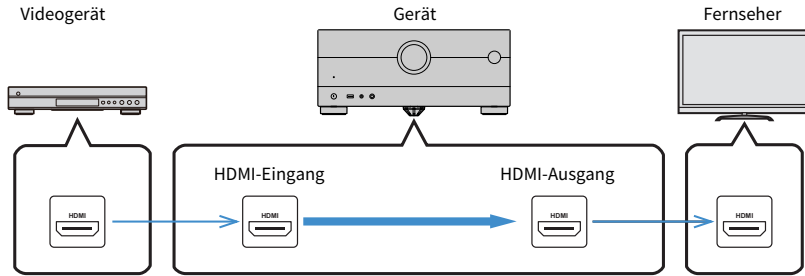 Videogerät
Gerät
Fernseher
HDMI-Eingang
HDMI-Ausgang
HDMI
HDMI
HDMI
HDMI